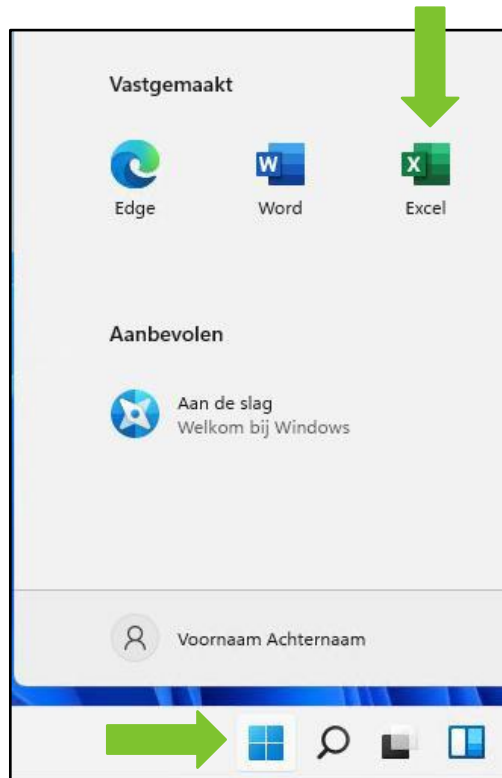 Vastgemaakt
Edge Word Excel
Aanbevolen
Aan de slag
Welkom bij Windows
Voornaam Achternaam